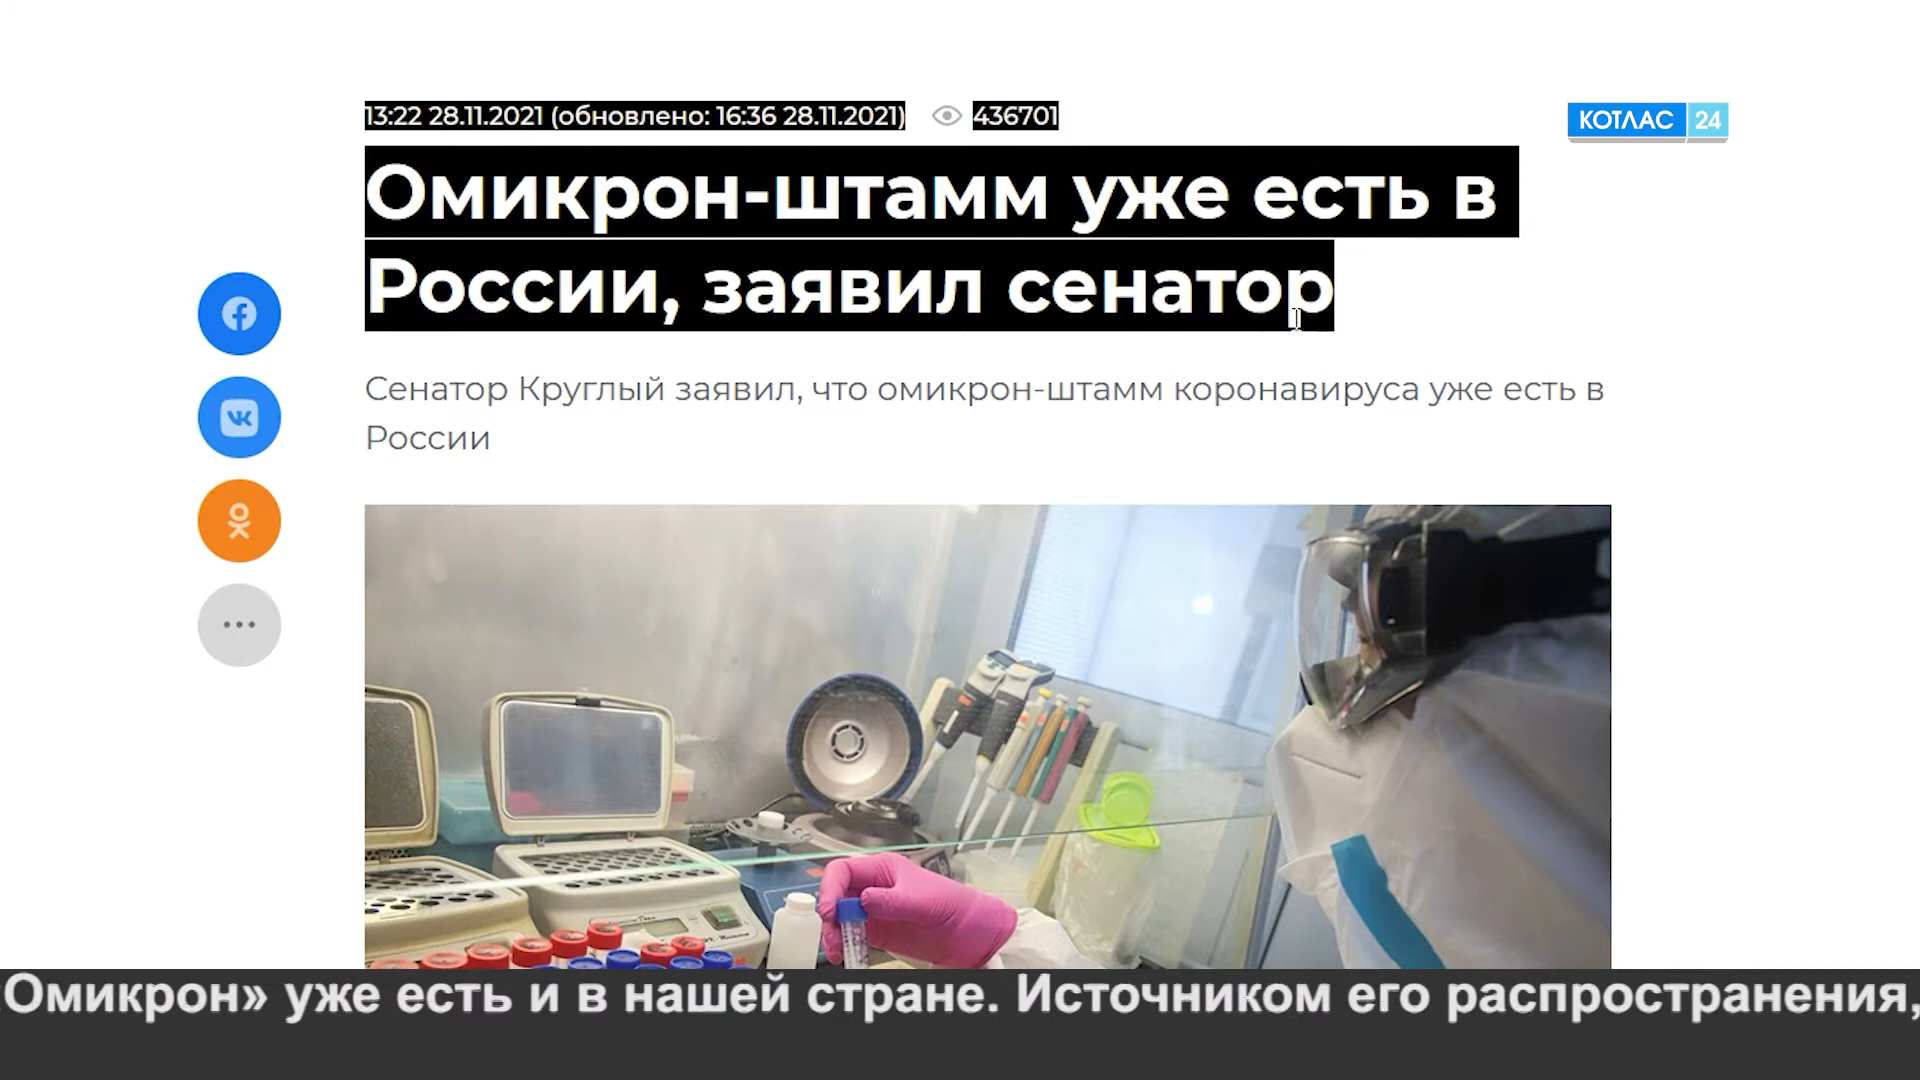 13:22 28.11.2021 (обновлено: 16:36 28.11.2021) 436701
КОТЛАС 24
Омикрон-штамм уже есть в
России, заявил сенатор
Сенатор Круглый заявил, что омикрон-штамм коронавируса уже есть в
России
Омикрон» уже есть и в нашей стране. Источником его распространения,